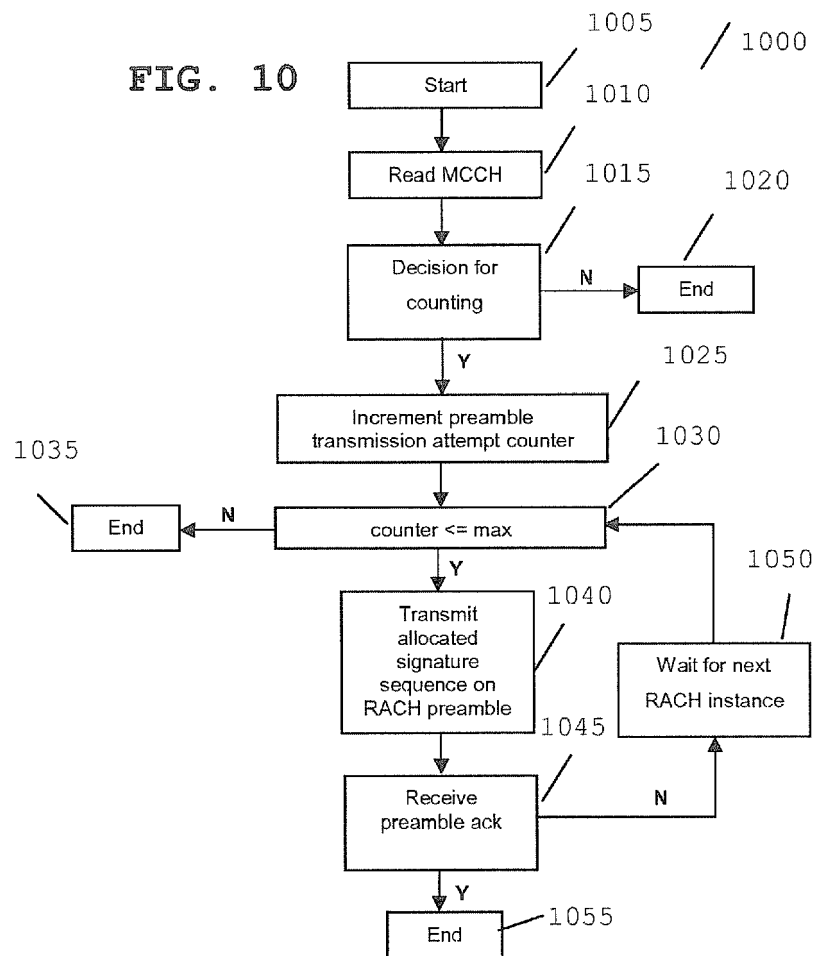 FIG. 10
1000
1005
Start
1010
Read MCCH
1015
Decision for
counting
N
1020
End
Y
1025
Increment preamble
transmission attempt counter
1030
counter <= max
N
1035
End
Y
1040
Transmit
allocated
signature
sequence on
RACH preamble
1050
Wait for next
RACH instance
1045
Receive
preamble ack
N
Y
End
1055